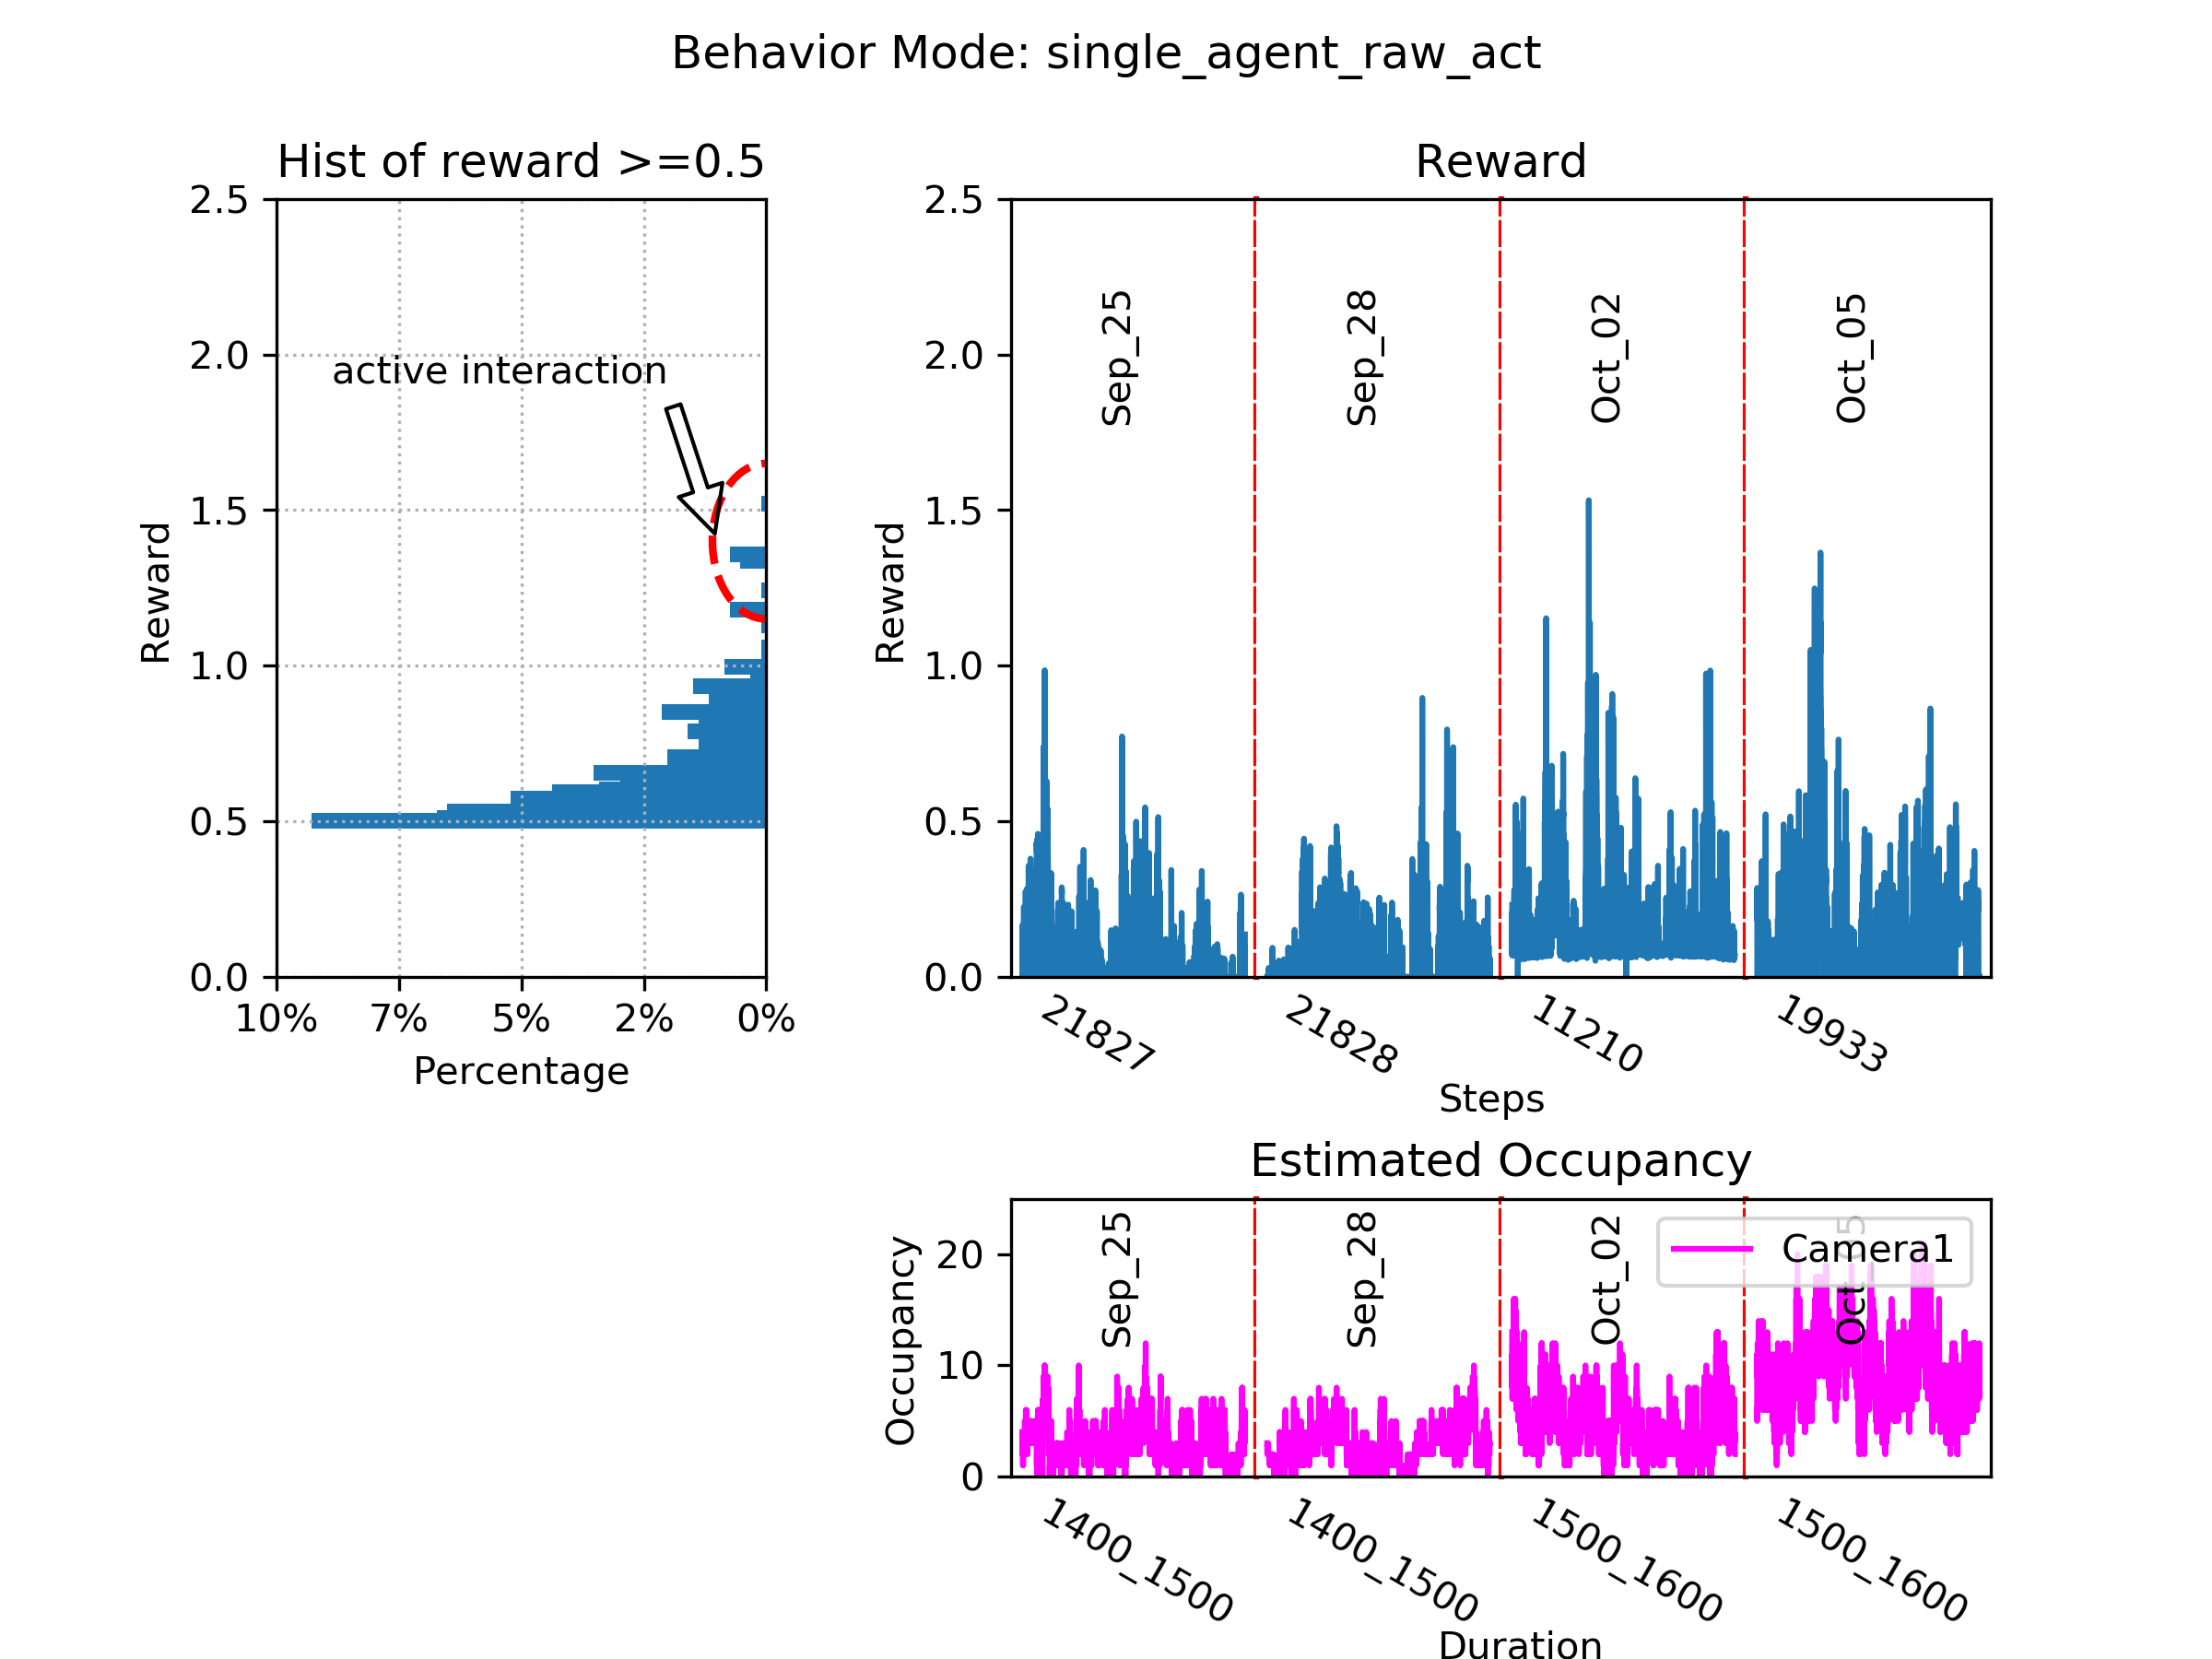 Behavior Mode: single_agent_raw_act
Hist of reward >=0.5
2.5
2.0
1.5
1.0
0.5
0.0
Reward
active interaction
10% 7% 5% 2% 0%
Percentage
Reward
2.5
2.0
1.5
1.0
0.5
0.0
Reward
Sep_25
Sep_28
Oct_02
Oct_05
21827
21828
11210
19933
Steps
Estimated Occupancy
20
10
0
Occupancy
Sep_25
Sep_28
Oct_02
Oct_05
Camera1
1400_1500
1400_1500
1500_1600
1500_1600
Duration